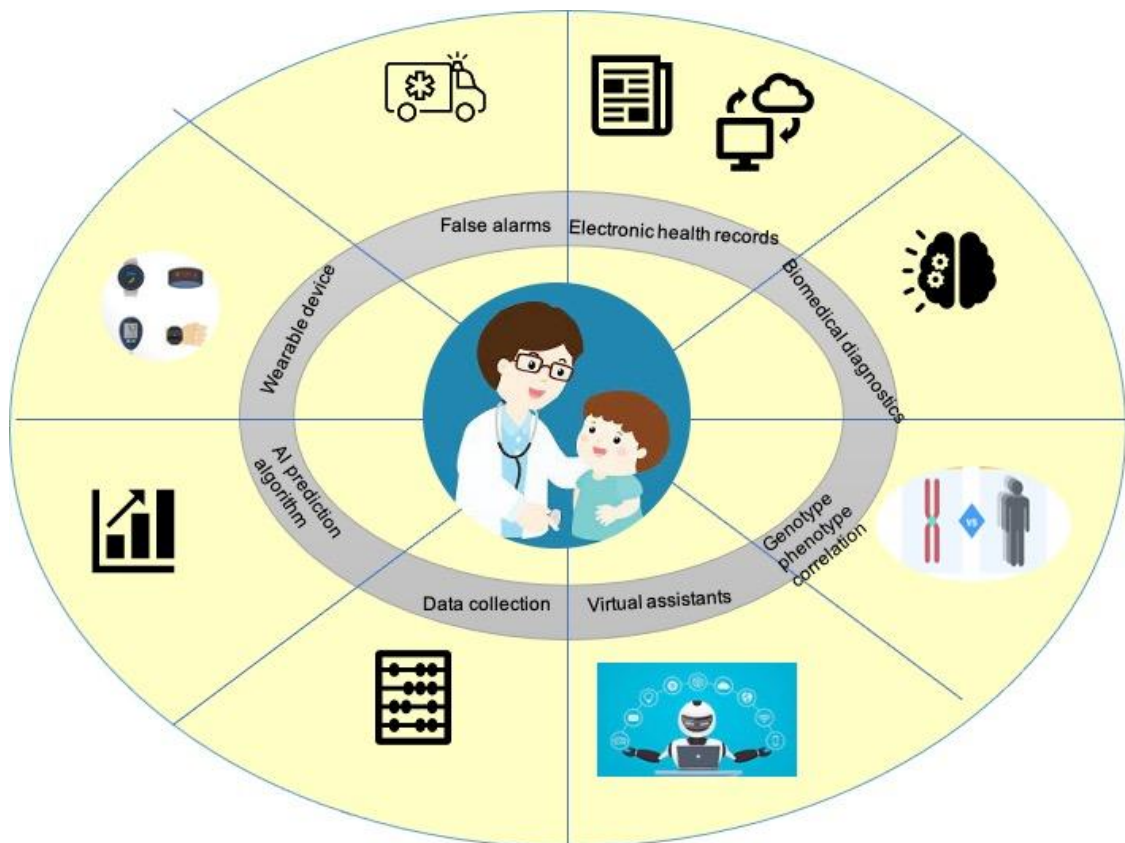 False alarms
Electronic health records
Biomedical diagnostics
Genotype
phenotype
correlation
Virtual assistants
Data collection
AI prediction
algorithm
Wearable device
VS